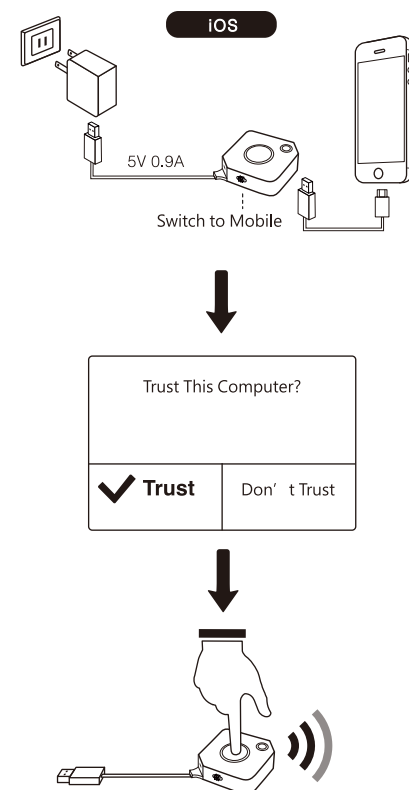 iOS
5V 0.9A
Switch to Mobile
Trust This Computer?
Trust
Don’ t Trust